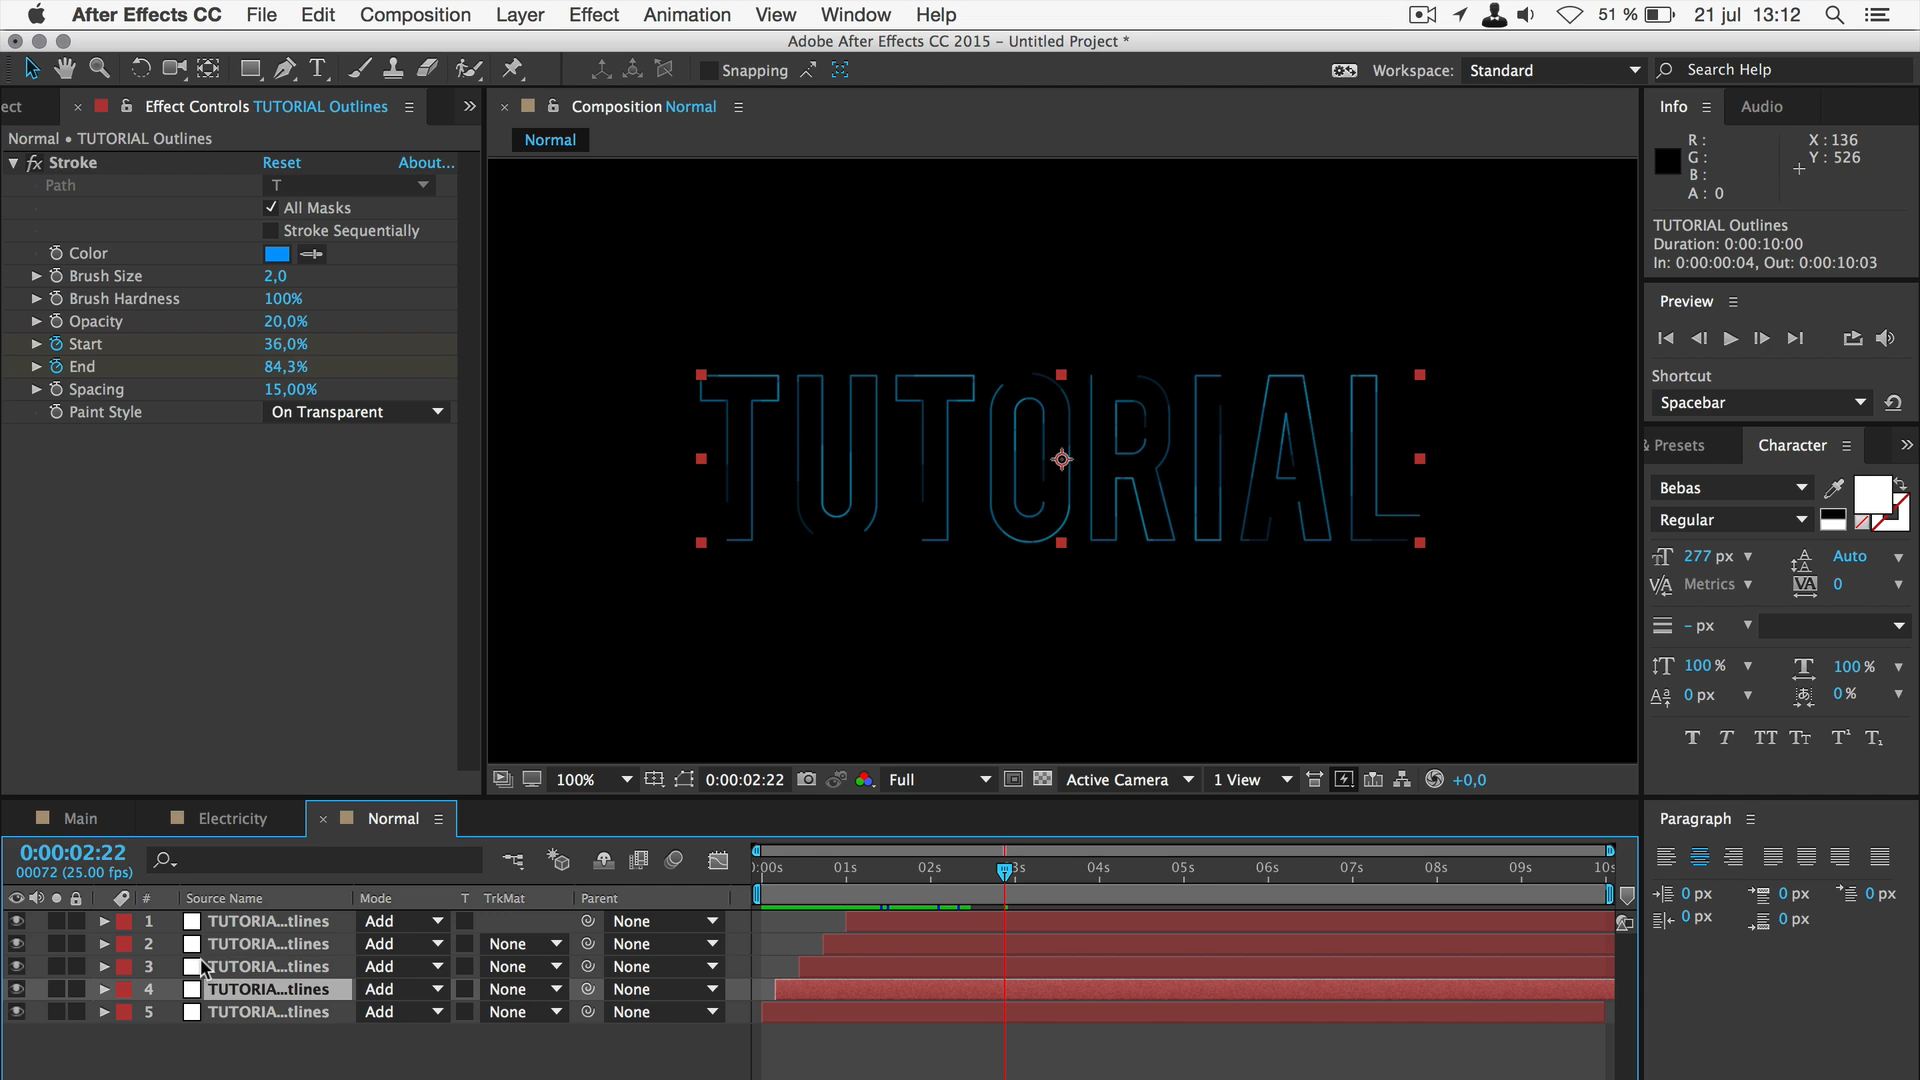 After Effects CC File Edit Composition Layer Effect Animation View Window Help 51 % 21 jul 13:12
Adobe After Effects CC 2015 - Untitled Project *
Snapping Workspace: Standard Search Help
ect × Effect Controls TUTORIAL Outlines
Normal • TUTORIAL Outlines
fx Stroke Reset About...
Path T
All Masks
Stroke Sequentially
Color
Brush Size 2,0
Brush Hardness 100%
Opacity 20,0%
Start 36,0%
End 84,3%
Spacing 15,00%
Paint Style On Transparent
× Composition Normal
Normal
TUTORIAL
100% 0:00:02:22 Full Active Camera 1 View +0,0
Info Audio
R: X : 136
G: Y : 526
B:
A: 0
TUTORIAL Outlines
Duration: 0:00:10:00
In: 0:00:00:04, Out: 0:00:10:03
Preview
Shortcut
Spacebar
& Presets Character
Bebas
Regular
277 px Auto
Metrics 0
- px
100 % 100 %
0 px 0 %
T T TT Tт T¹ T₁
Paragraph
0 px 0 px 0 px
0 px 0 px
Main Electricity × Normal
0:00:02:22
00072 (25.00 fps)
):00s 01s 02s 3s 04s 05s 06s 07s 08s 09s 10s
# Source Name Mode T TrkMat Parent
1 TUTORIA...tlines Add None
2 TUTORIA...tlines Add None None
3 TUTORIA...tlines Add None None
4 TUTORIA...tlines Add None None
5 TUTORIA...tlines Add None None